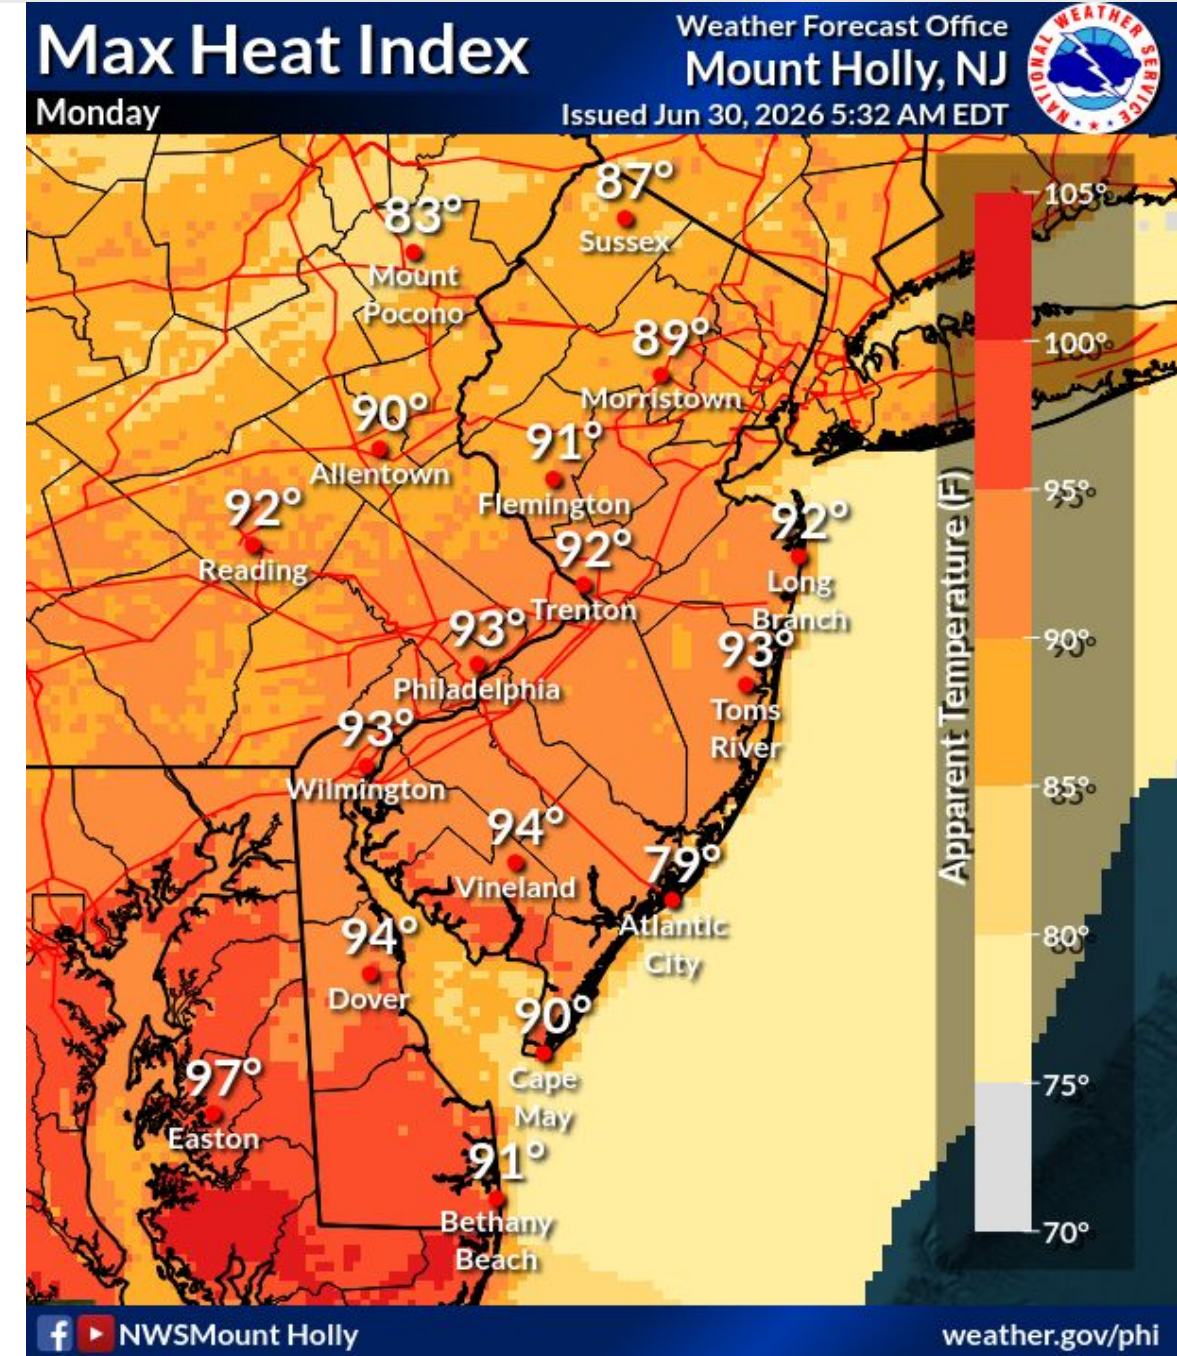 Max Heat Index
Monday
Weather Forecast Office
Mount Holly, NJ
Issued Jun 30, 2026 5:32 AM EDT
NATIONAL WEATHER SERVICE
87°
Sussex
83°
Mount
Pocono
89°
Morristown
90°
Allentown
91°
Flemington
92°
Reading
92°
Long
Branch
92°
Trenton
93°
Philadelphia
93°
Toms
River
93°
Wilmington
94°
Vineland
79°
Atlantic
City
94°
Dover
90°
Cape
May
97°
Easton
91°
Bethany
Beach
Apparent Temperature (F)
105°
100°
95°
90°
85°
80°
75°
70°
NWSMount Holly
weather.gov/phi